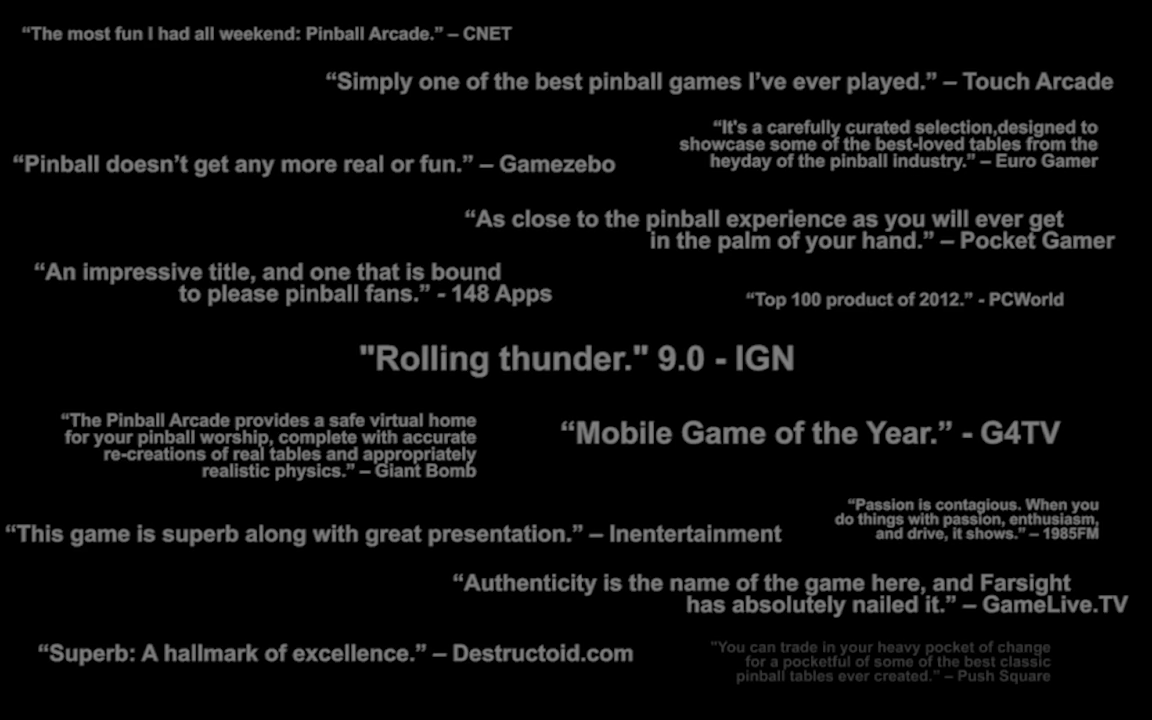 “The most fun I had all weekend: Pinball Arcade.” – CNET
“Simply one of the best pinball games I’ve ever played.” – Touch Arcade
“It's a carefully curated selection,designed to
showcase some of the best-loved tables from the
heyday of the pinball industry.” – Euro Gamer
“Pinball doesn’t get any more real or fun.” – Gamezebo
“As close to the pinball experience as you will ever get
in the palm of your hand.” – Pocket Gamer
“An impressive title, and one that is bound
to please pinball fans.” - 148 Apps
“Top 100 product of 2012.” - PCWorld
"Rolling thunder." 9.0 - IGN
“The Pinball Arcade provides a safe virtual home
for your pinball worship, complete with accurate
re-creations of real tables and appropriately
realistic physics.” – Giant Bomb
“Mobile Game of the Year.” - G4TV
“Passion is contagious. When you
do things with passion, enthusiasm,
and drive, it shows.” – 1985FM
“This game is superb along with great presentation.” – Inentertainment
“Authenticity is the name of the game here, and Farsight
has absolutely nailed it.” – GameLive.TV
“Superb: A hallmark of excellence.” – Destructoid.com
"You can trade in your heavy pocket of change
for a pocketful of some of the best classic
pinball tables ever created.” – Push Square